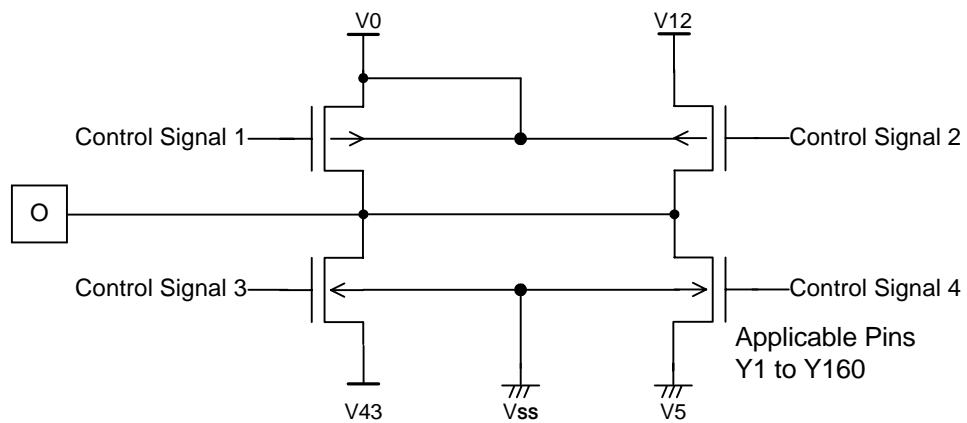 V0
V12
Control Signal 1
Control Signal 2
O
Control Signal 3
Control Signal 4
Applicable Pins
Y1 to Y160
V43
Vss
V5